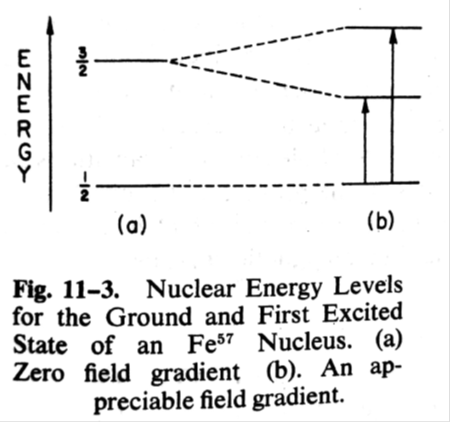 ENERGY
3/2
1/2
(a)
(b)
Fig. 11–3. Nuclear Energy Levels
for the Ground and First Excited
State of an Fe⁵⁷ Nucleus. (a)
Zero field gradient (b). An ap-
preciable field gradient.